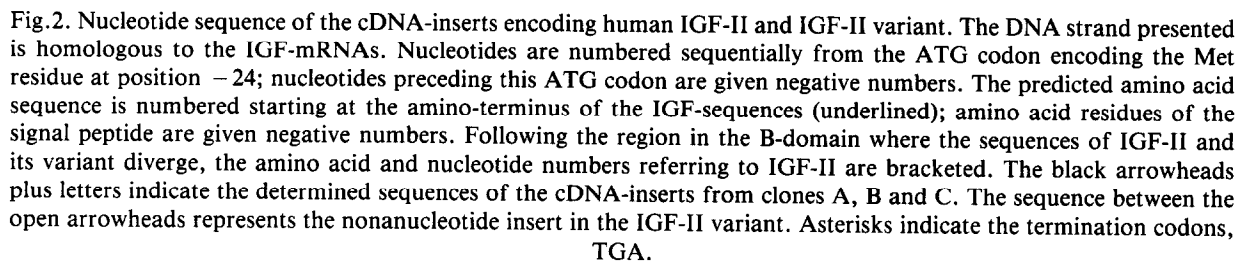 Fig.2. Nucleotide sequence of the cDNA-inserts encoding human IGF-II and IGF-II variant. The DNA strand presented
is homologous to the IGF-mRNAs. Nucleotides are numbered sequentially from the ATG codon encoding the Met
residue at position −24; nucleotides preceding this ATG codon are given negative numbers. The predicted amino acid
sequence is numbered starting at the amino-terminus of the IGF-sequences (underlined); amino acid residues of the
signal peptide are given negative numbers. Following the region in the B-domain where the sequences of IGF-II and
its variant diverge, the amino acid and nucleotide numbers referring to IGF-II are bracketed. The black arrowheads
plus letters indicate the determined sequences of the cDNA-inserts from clones A, B and C. The sequence between the
open arrowheads represents the nonanucleotide insert in the IGF-II variant. Asterisks indicate the termination codons,
TGA.